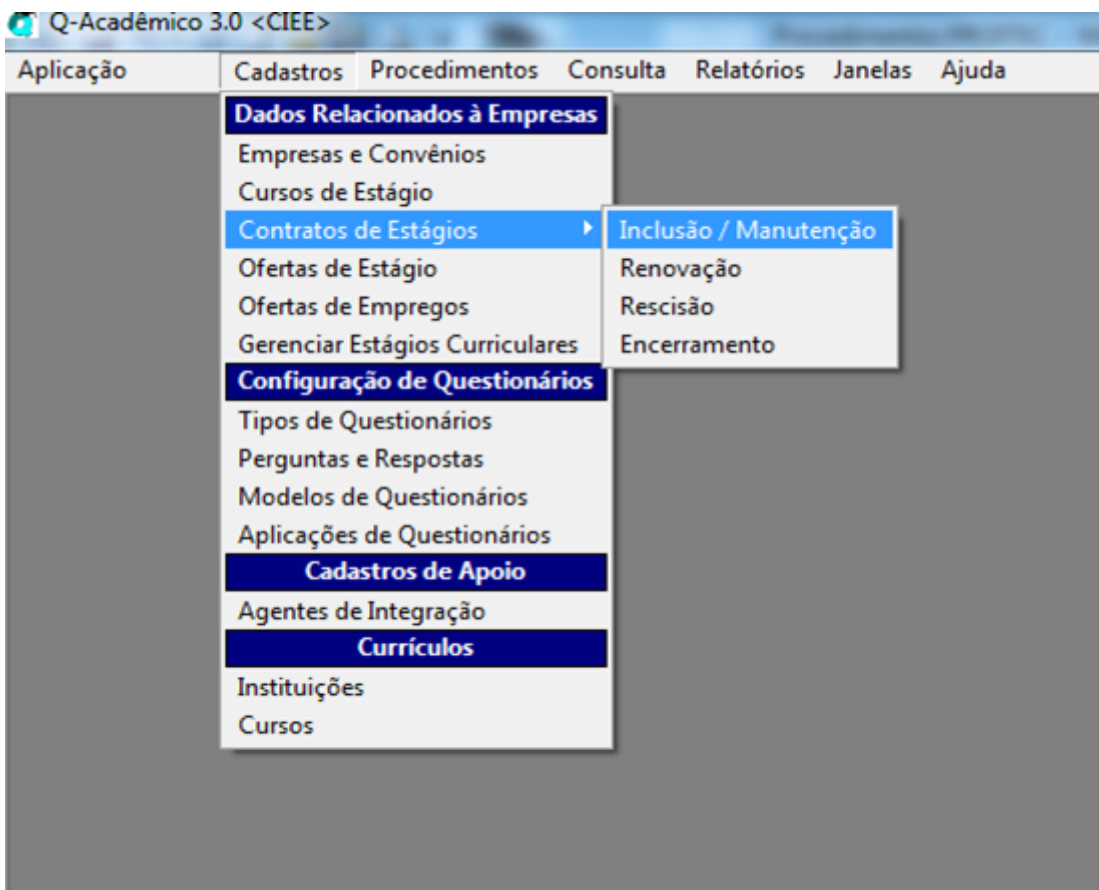 Q-Acadêmico 3.0 <CIEE>
Aplicação Cadastros Procedimentos Consulta Relatórios Janelas Ajuda
Dados Relacionados à Empresas
Empresas e Convênios
Cursos de Estágio
Contratos de Estágios
Inclusão / Manutenção
Ofertas de Estágio
Renovação
Ofertas de Empregos
Rescisão
Gerenciar Estágios Curriculares
Encerramento
Configuração de Questionários
Tipos de Questionários
Perguntas e Respostas
Modelos de Questionários
Aplicações de Questionários
Cadastros de Apoio
Agentes de Integração
Currículos
Instituições
Cursos